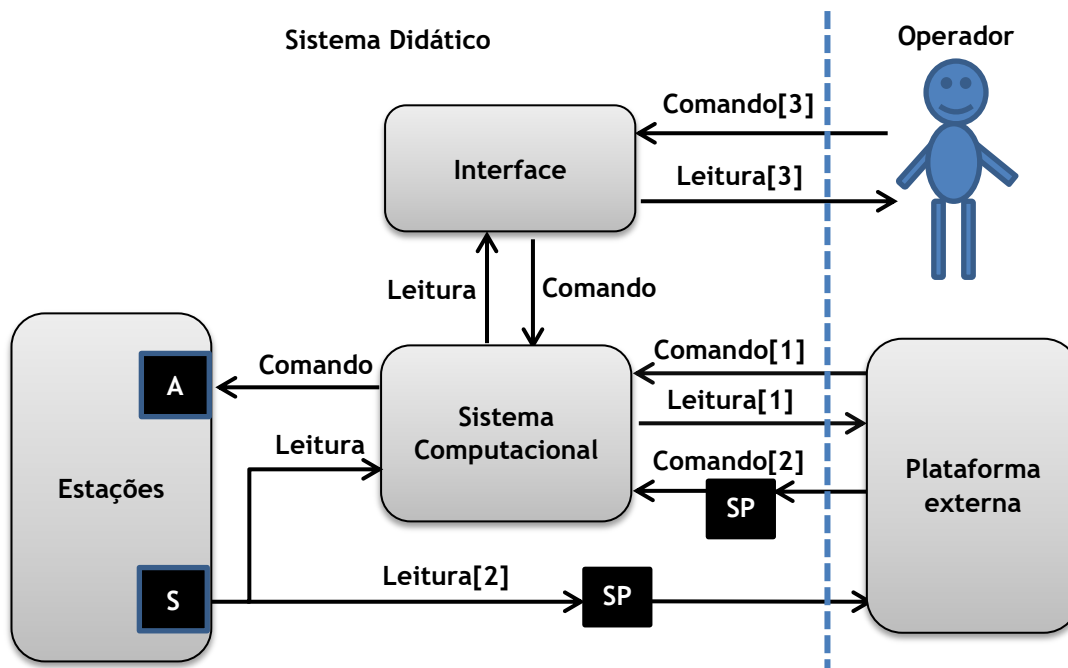 Sistema Didático
Operador
Comando[3]
Interface
Leitura[3]
Leitura
Comando
Comando[1]
Comando
A
Leitura[1]
Sistema
Computacional
Leitura
Comando[2]
Estações
SP
Plataforma
externa
Leitura[2]
S
SP